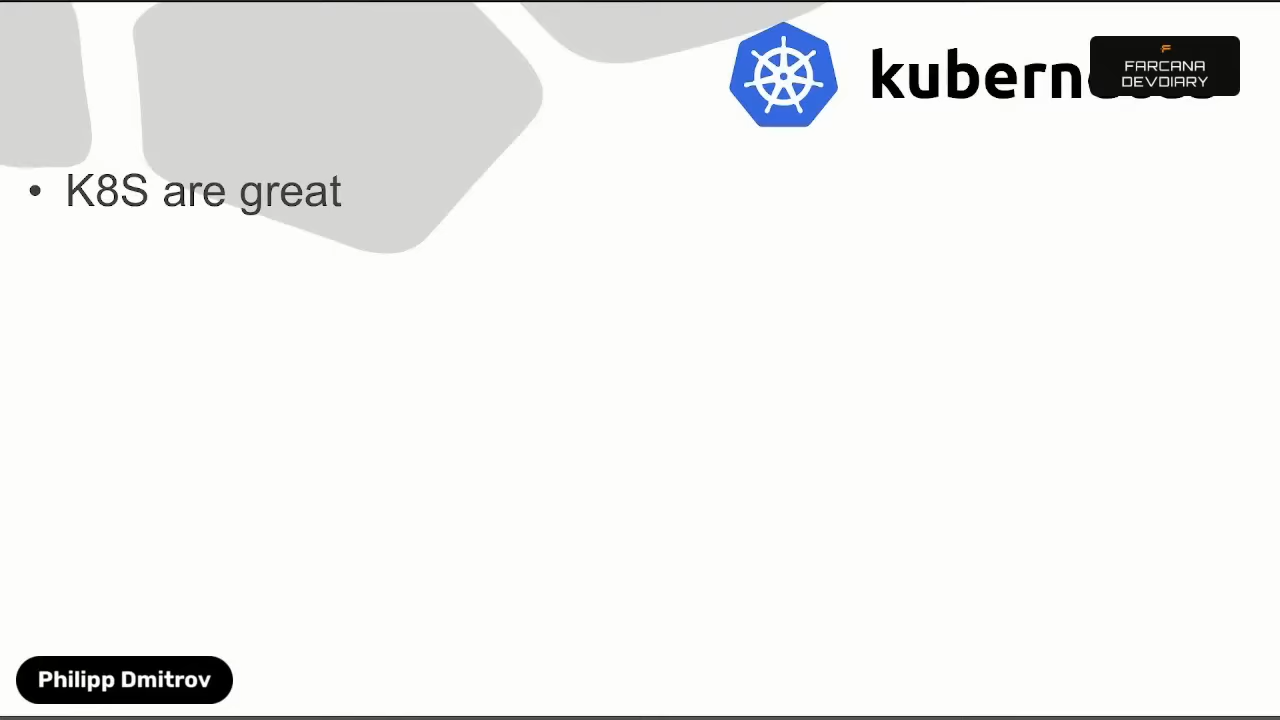 kubern
FARCANA
DEVDIARY
• K8S are great
Philipp Dmitrov